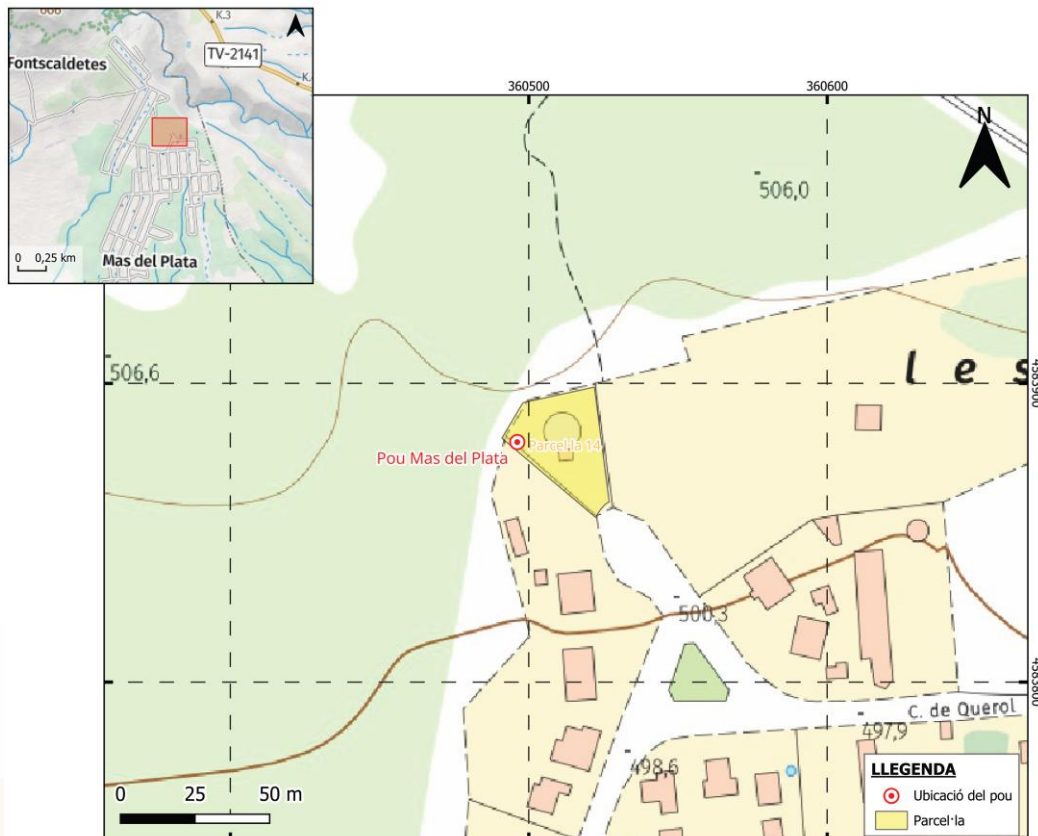 K.3
TV-2141
Fontscaldetes
0 0,25 km
Mas del Plata
360500
360600
N
506,0
506,6
l e s
4583900
Pou Mas del Plata
Parcel·la 14
500,3
4583800
C. de Querol
497,9
498,6
0 25 50 m
LLEGENDA
Ubicació del pou
Parcel·la